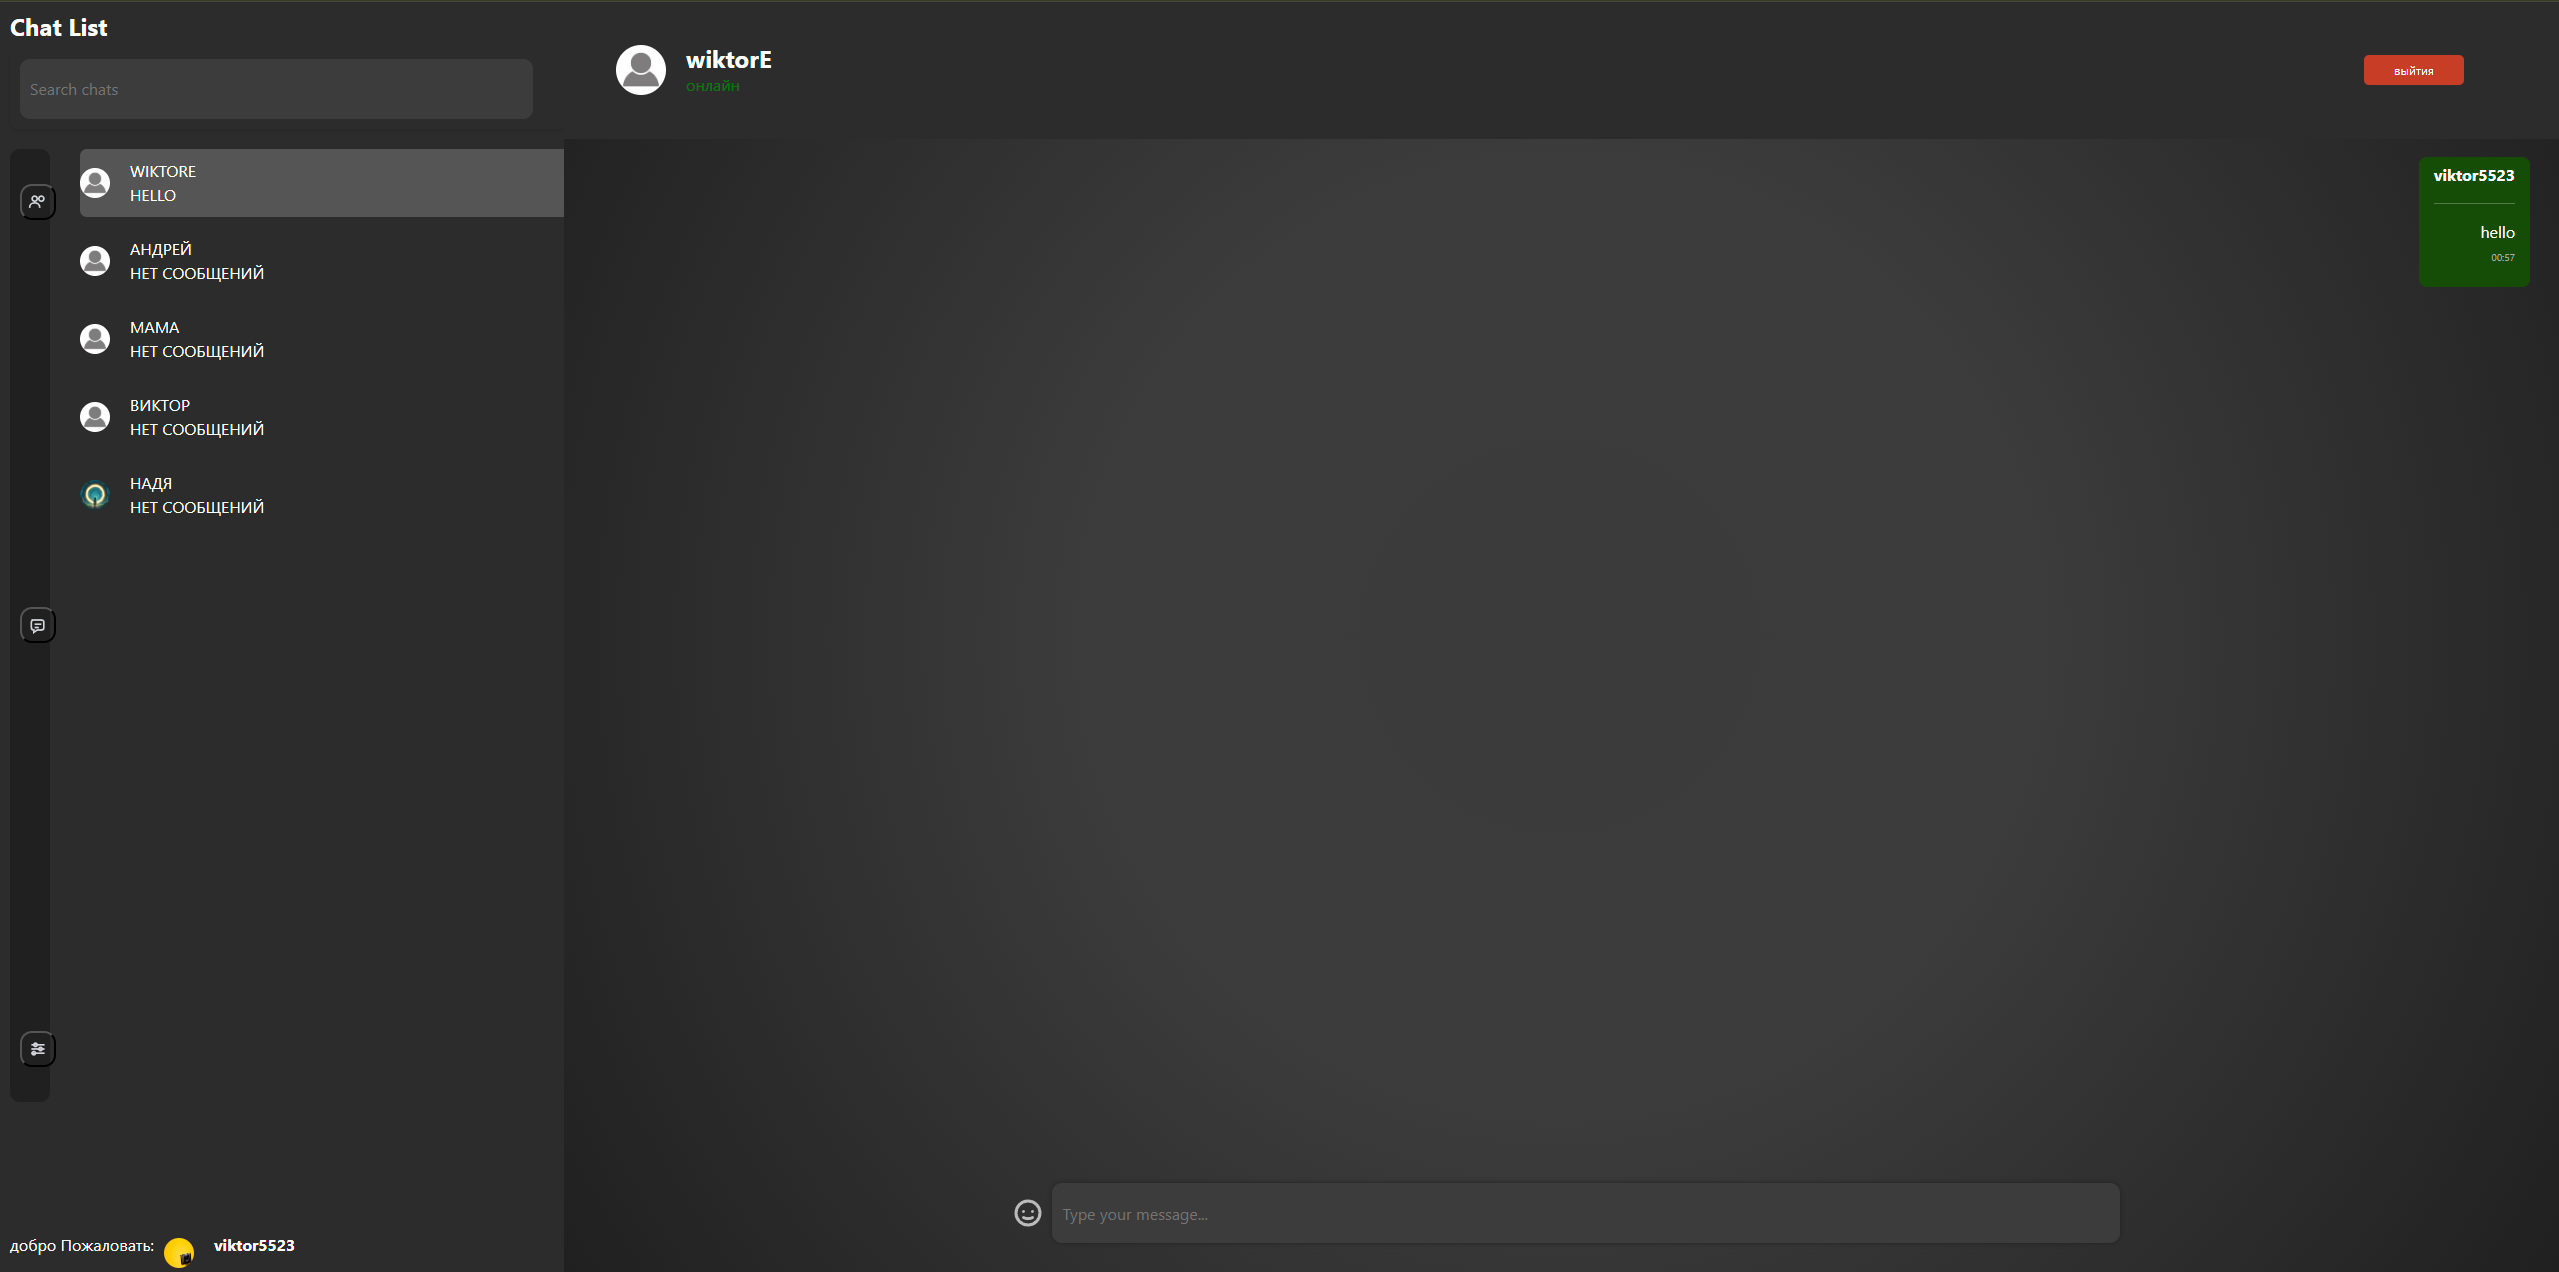 Chat List
Search chats
WIKTORE
HELLO
АНДРЕЙ
НЕТ СООБЩЕНИЙ
МАМА
НЕТ СООБЩЕНИЙ
ВИКТОР
НЕТ СООБЩЕНИЙ
НАДЯ
НЕТ СООБЩЕНИЙ
добро Пожаловать:
viktor5523
wiktorE
онлайн
выйтия
viktor5523
hello
00:57
Type your message...